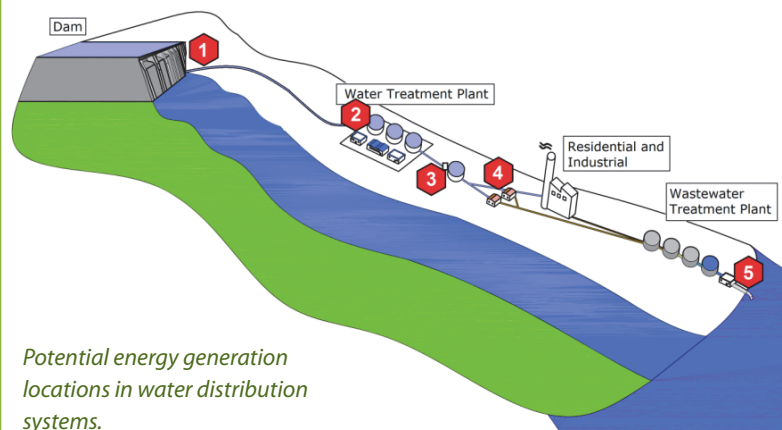 Dam
1
Water Treatment Plant
2
Residential and
Industrial
3
4
Wastewater
Treatment Plant
5
Potential energy generation
locations in water distribution
systems.